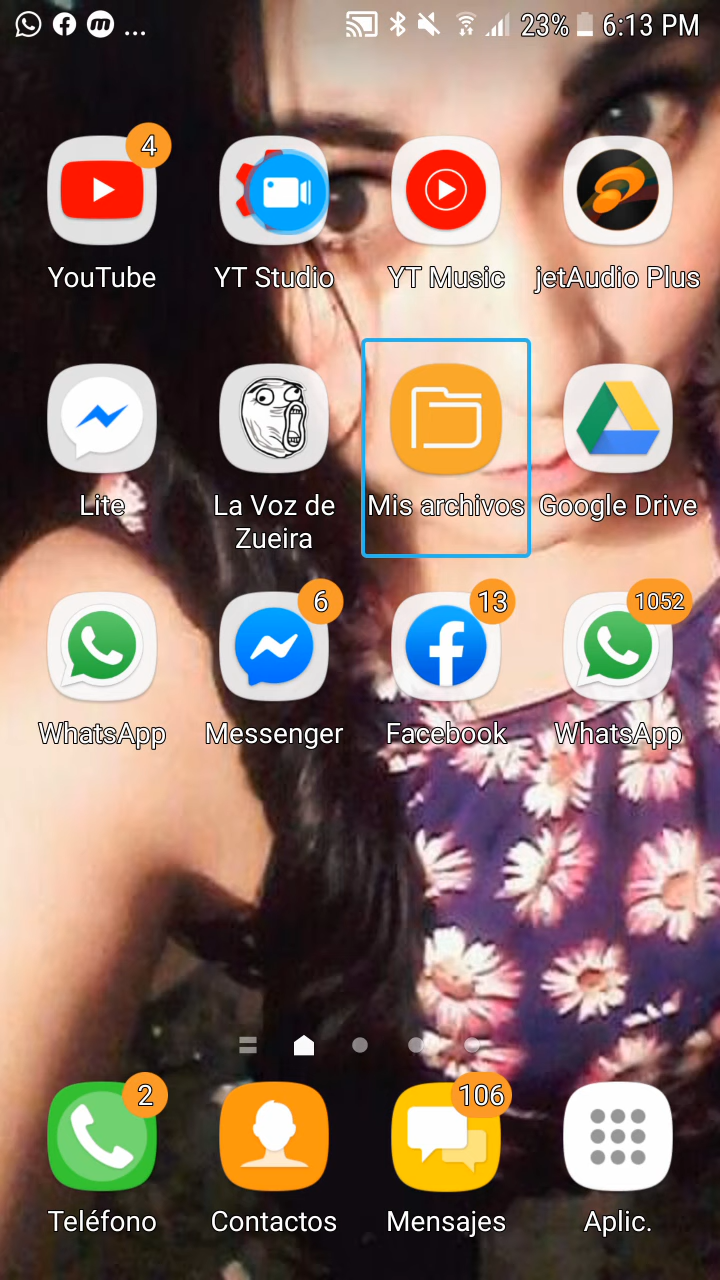 ... 23% 6:13 PM
4
YouTube YT Studio YT Music jetAudio Plus
Lite La Voz de Zueira Mis archivos Google Drive
6 13 1052
WhatsApp Messenger Facebook WhatsApp
2 106
Teléfono Contactos Mensajes Aplic.